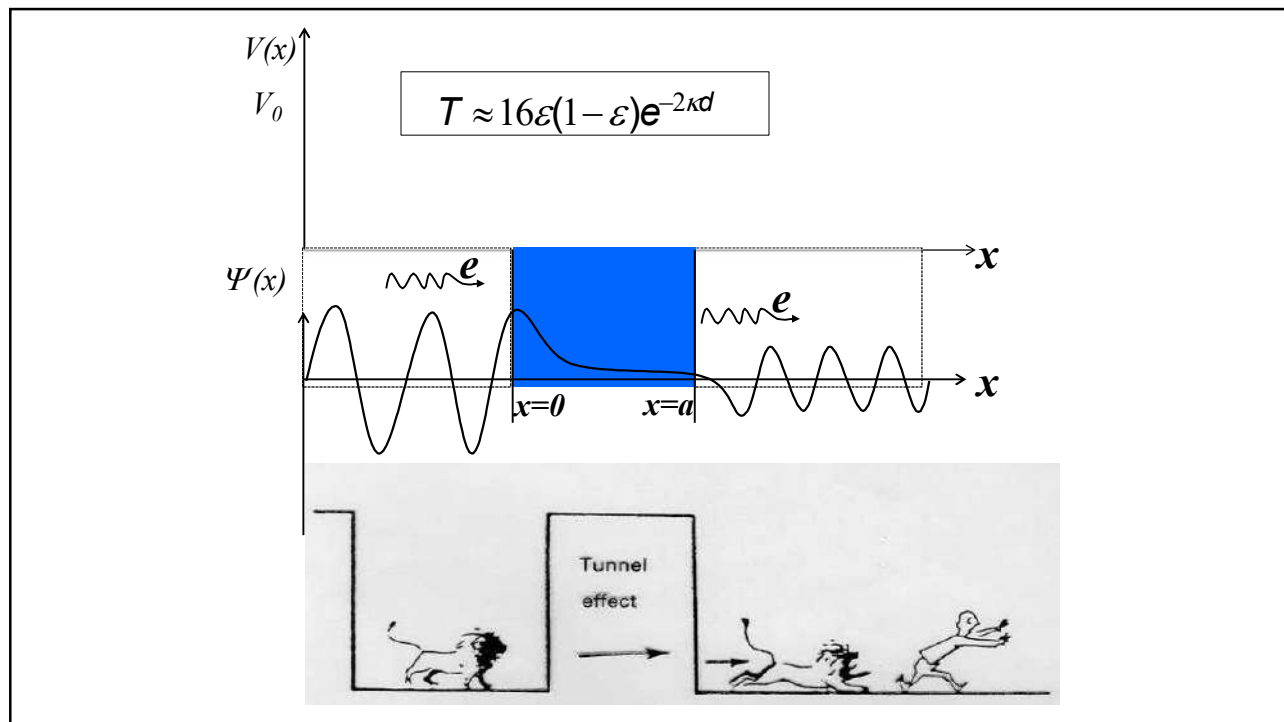 V(x)
V₀
T ≈ 16ε(1− ε)e^{−2κd}
x
Ψ(x)
e
e
x
x=0
x=a
Tunnel
effect